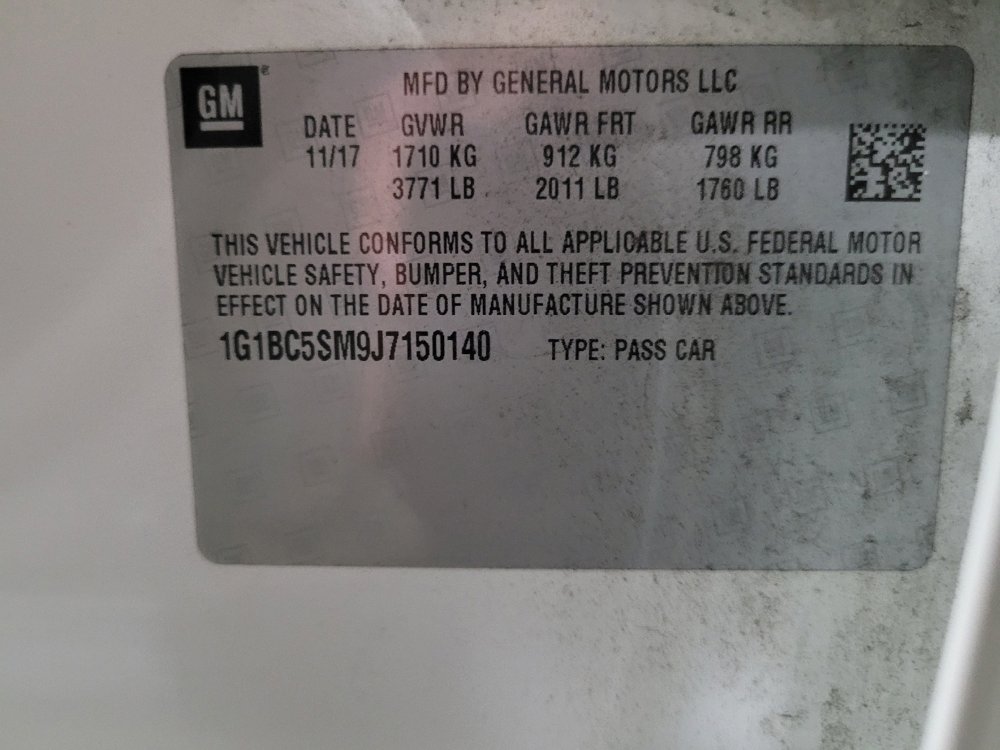 GM®
MFD BY GENERAL MOTORS LLC
DATE GVWR GAWR FRT GAWR RR
11/17 1710 KG 912 KG 798 KG
3771 LB 2011 LB 1760 LB
THIS VEHICLE CONFORMS TO ALL APPLICABLE U.S. FEDERAL MOTOR
VEHICLE SAFETY, BUMPER, AND THEFT PREVENTION STANDARDS IN
EFFECT ON THE DATE OF MANUFACTURE SHOWN ABOVE.
1G1BC5SM9J7150140 TYPE: PASS CAR